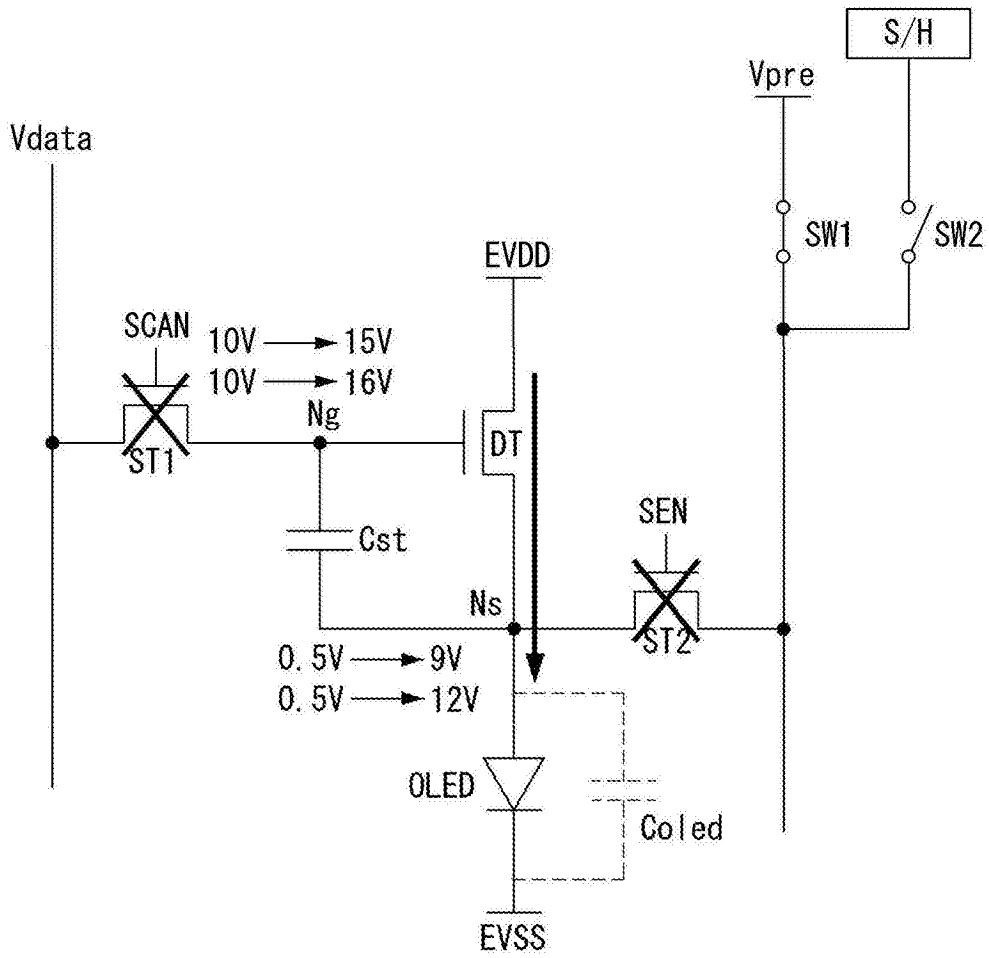 S/H
Vpre
Vdata
SW1
SW2
EVDD
SCAN
10V → 15V
10V → 16V
Ng
DT
ST1
SEN
Cst
Ns
ST2
0.5V → 9V
0.5V → 12V
OLED
Coled
EVSS